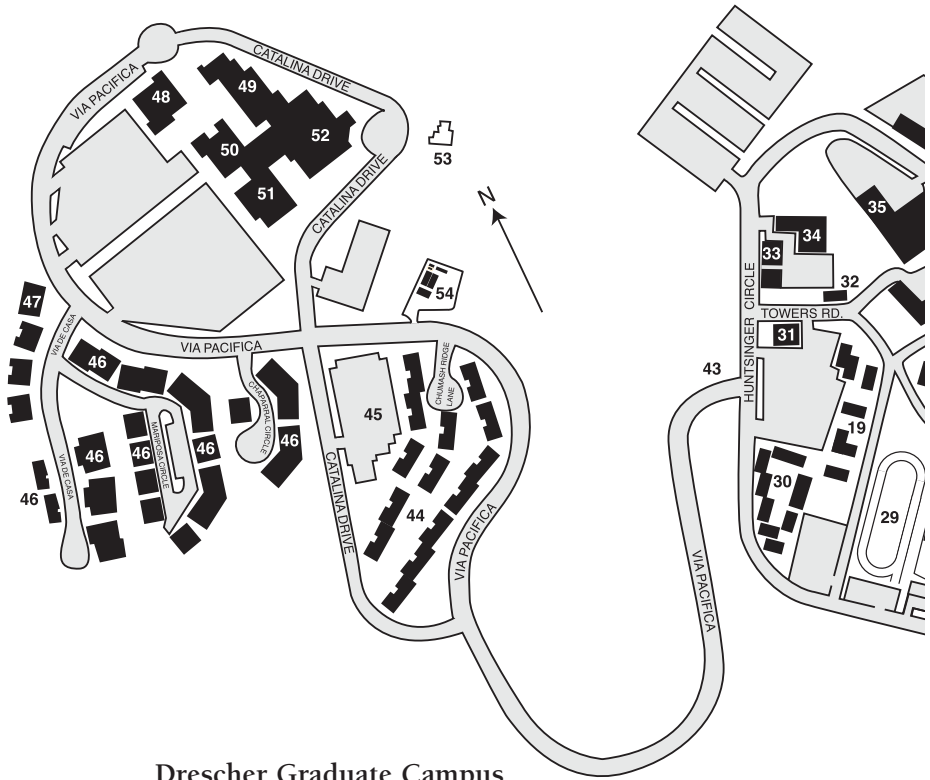 CATALINA DRIVE
VIA PACIFICA
49
48
52
50
53
51
CATALINA DRIVE
N
35
34
33
HUNTSINGER CIRCLE
32
54
47
TOWERS RD.
VIA DE CASA
31
VIA PACIFICA
46
CHUMASH RIDGE
LANE
43
CHAPARRAL CIRCLE
45
19
MARIPOSA CIRCLE
46
46
46
46
VIA DE CASA
CATALINA DRIVE
30
46
44
29
VIA PACIFICA
VIA PACIFICA
Drescher Graduate Campus